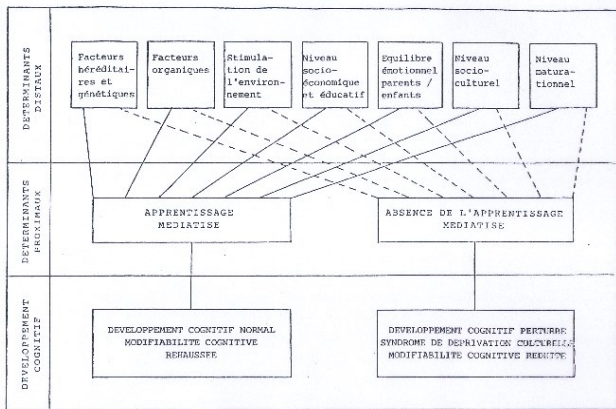 DETERMINANTS
DISTAUX
Facteurs
héréditai-
res et
génétiques
Facteurs
organiques
Stimula-
tion de
l'environ-
nement
Niveau
socio-
économique
et éducatif
Equilibre
émotionnel
parents /
enfants
Niveau
socio-
culturel
Niveau
matura-
tionnel
DETERMINANTS
PROXIMAUX
APPRENTISSAGE
MEDIATISE
ABSENCE DE L'APPRENTISSAGE
MEDIATISE
DEVELOPPEMENT
COGNITIF
DEVELOPPEMENT COGNITIF NORMAL
MODIFIABILITE COGNITIVE
REHAUSSEE
DEVELOPPEMENT COGNITIF PERTURBE
SYNDROME DE DEPRIVATION CULTURELLE
MODIFIABILITE COGNITIVE REDUITE